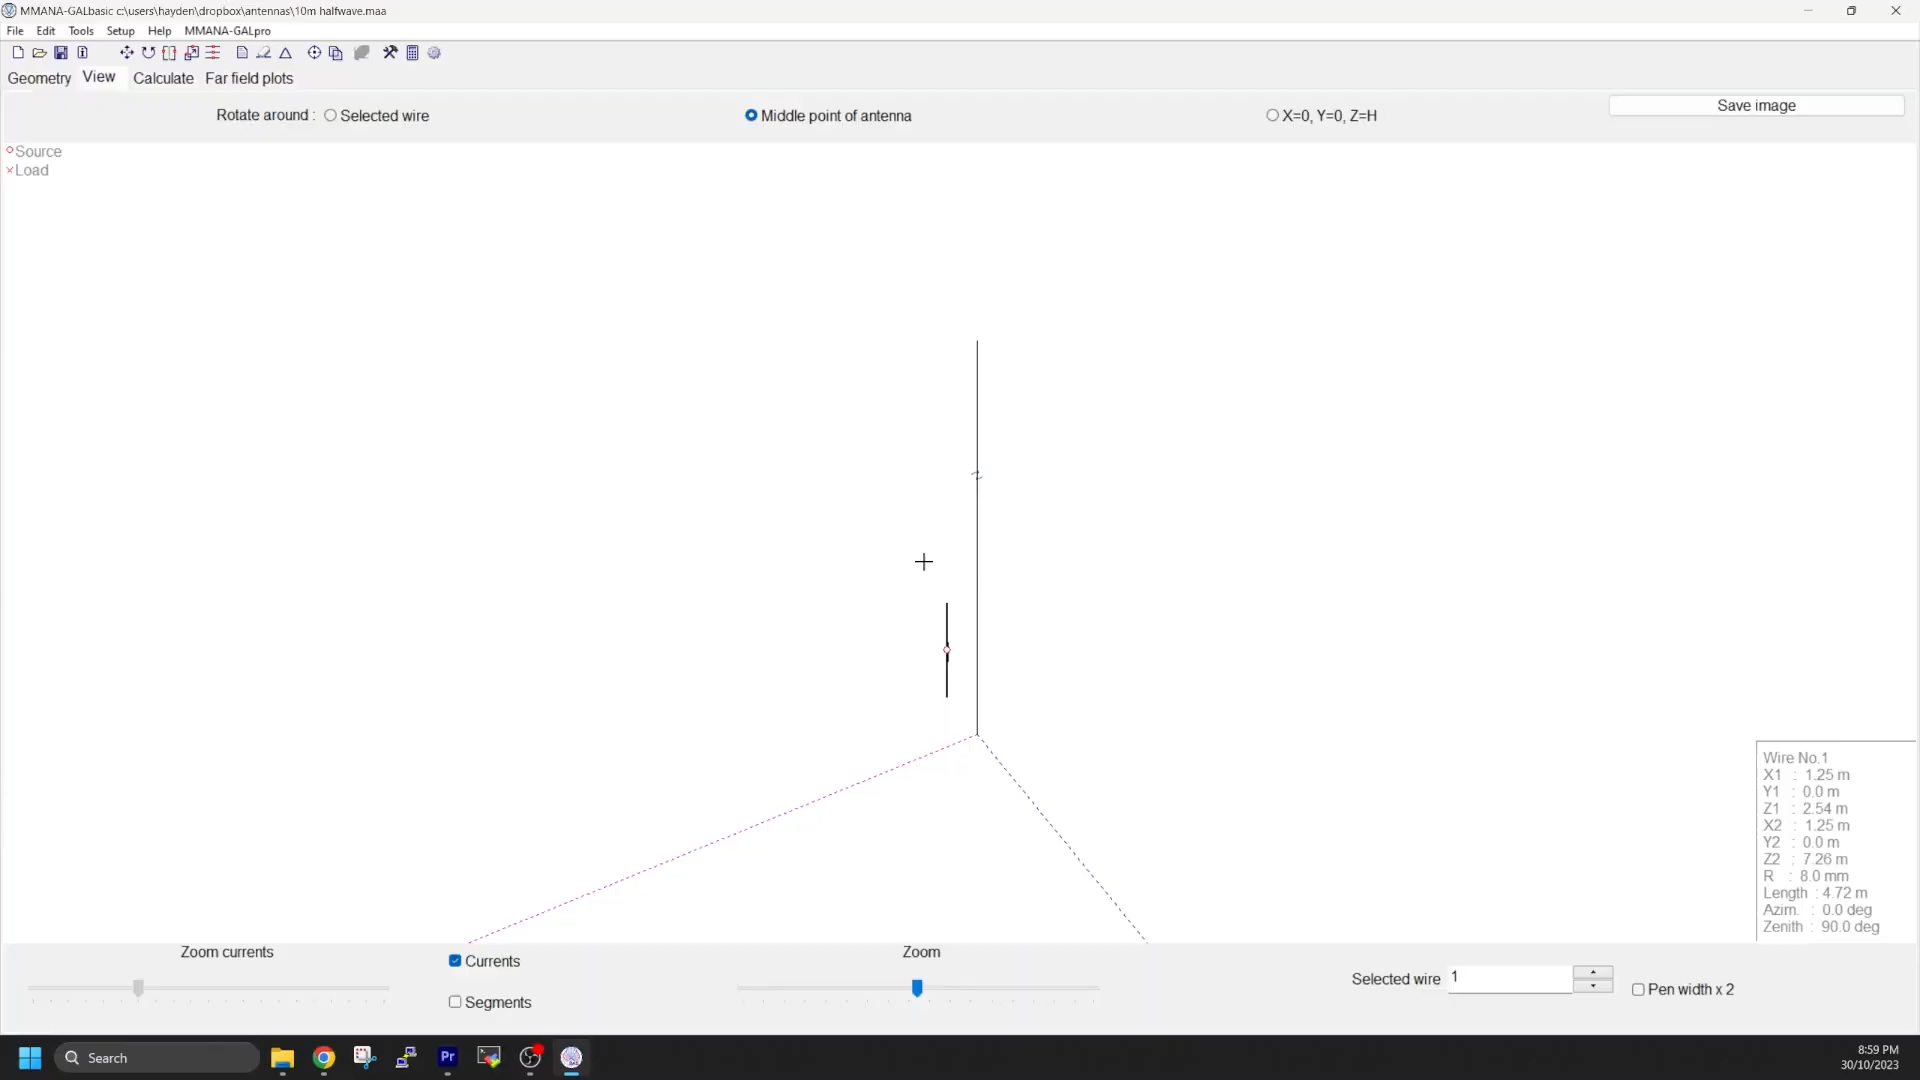 MMANA-GALbasic c:\users\hayden\dropbox\antennas\10m halfwave.maa
File Edit Tools Setup Help MMANA-GALpro
Geometry View Calculate Far field plots
Rotate around : Selected wire Middle point of antenna X=0, Y=0, Z=H Save image
Source
Load
Z
Wire No.1
X1 : 1.25 m
Y1 : 0.0 m
Z1 : 2.54 m
X2 : 1.25 m
Y2 : 0.0 m
Z2 : 7.26 m
R : 8.0 mm
Length : 4.72 m
Azim. : 0.0 deg
Zenith : 90.0 deg
Zoom currents Currents Zoom
Selected wire 1 Pen width x 2
Segments
Search Pr
8:59 PM
30/10/2023